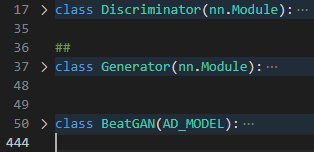 17 > class Discriminator(nn.Module): ···
35
36 ##
37 > class Generator(nn.Module): ···
48
49
50 > class BeatGAN(AD_MODEL): ···
444